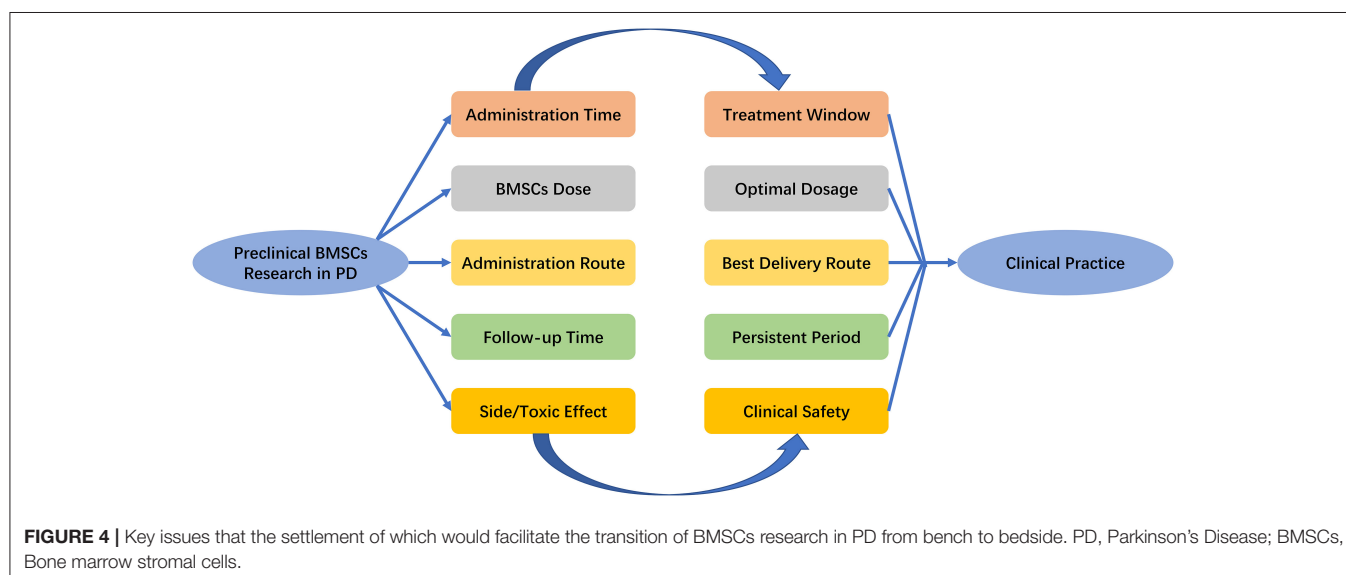 Administration Time
Treatment Window
BMSCs Dose
Optimal Dosage
Preclinical BMSCs
Research in PD
Administration Route
Best Delivery Route
Clinical Practice
Follow-up Time
Persistent Period
Side/Toxic Effect
Clinical Safety
FIGURE 4 | Key issues that the settlement of which would facilitate the transition of BMSCs research in PD from bench to bedside. PD, Parkinson's Disease; BMSCs,
Bone marrow stromal cells.